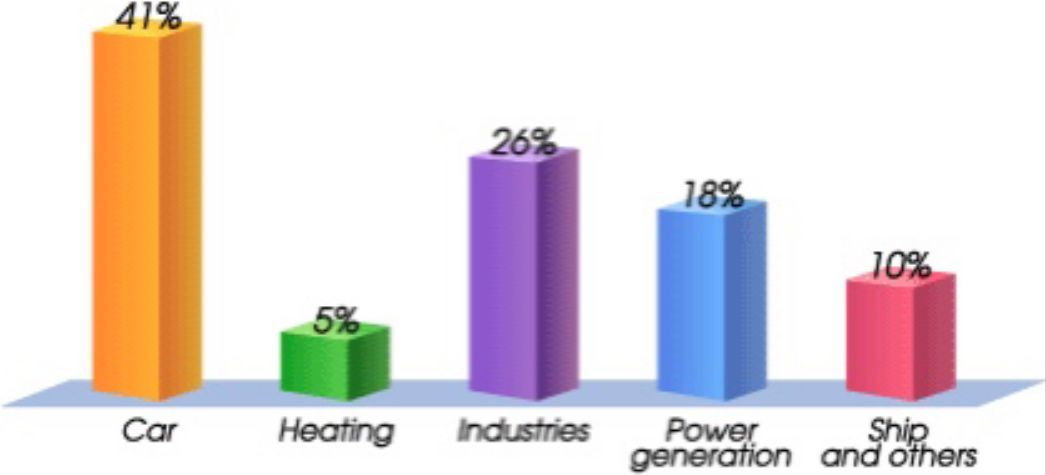 41%
5%
26%
18%
10%
Car
Heating
Industries
Power
generation
Ship
and others